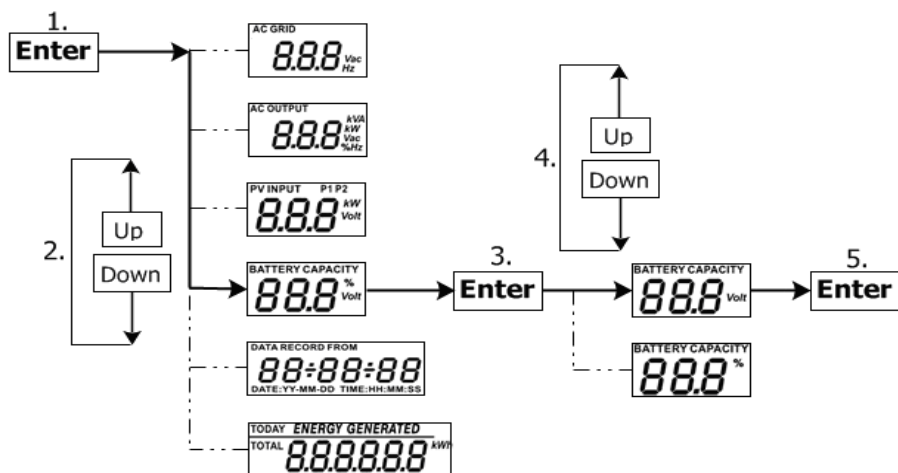 1.
Enter
AC GRID
8.8.8 Vac
Hz
AC OUTPUT
8.8.8 kVA
kW
Vac
%Hz
PV INPUT P1 P2
8.8.8 kW
Volt
2.
Up
Down
BATTERY CAPACITY
88.8 %
Volt
3.
Enter
4.
Up
Down
BATTERY CAPACITY
88.8 Volt
5.
Enter
BATTERY CAPACITY
88.8 %
DATA RECORD FROM
88:88:88
DATE:YY-MM-DD TIME:HH:MM:SS
TODAY ENERGY GENERATED
TOTAL 8.8.8.8.8.8 kWh